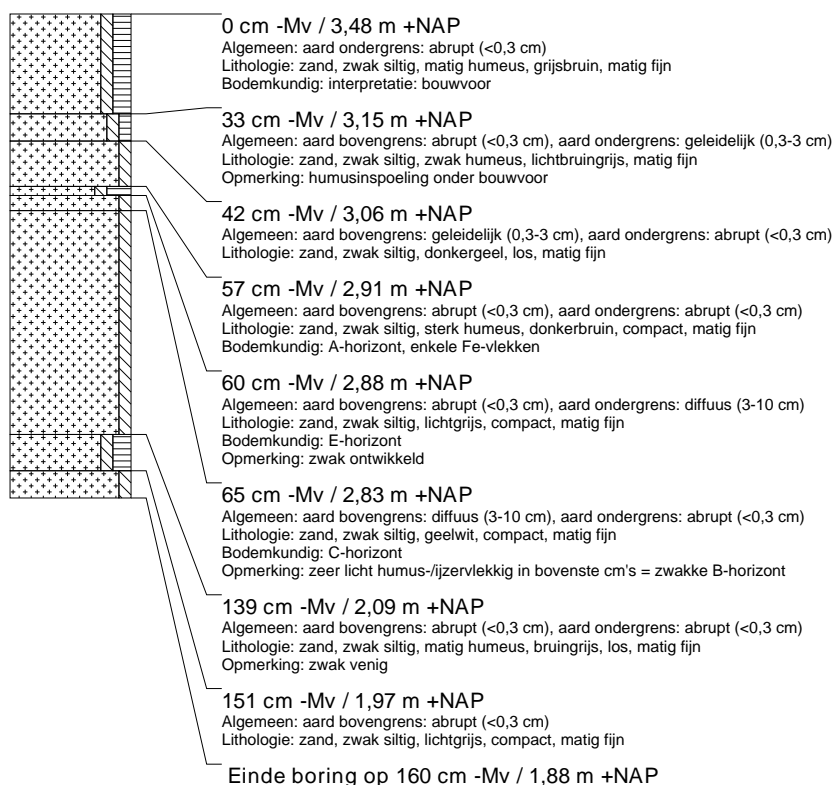 0 cm -Mv / 3,48 m +NAP
Algemeen: aard ondergrens: abrupt (<0,3 cm)
Lithologie: zand, zwak siltig, matig humeus, grijsbruin, matig fijn
Bodemkundig: interpretatie: bouwvoor
33 cm -Mv / 3,15 m +NAP
Algemeen: aard bovengrens: abrupt (<0,3 cm), aard ondergrens: geleidelijk (0,3-3 cm)
Lithologie: zand, zwak siltig, zwak humeus, lichtbruingrijs, matig fijn
Opmerking: humusinspoeling onder bouwvoor
42 cm -Mv / 3,06 m +NAP
Algemeen: aard bovengrens: geleidelijk (0,3-3 cm), aard ondergrens: abrupt (<0,3 cm)
Lithologie: zand, zwak siltig, donkergeel, los, matig fijn
57 cm -Mv / 2,91 m +NAP
Algemeen: aard bovengrens: abrupt (<0,3 cm), aard ondergrens: abrupt (<0,3 cm)
Lithologie: zand, zwak siltig, sterk humeus, donkerbruin, compact, matig fijn
Bodemkundig: A-horizont, enkele Fe-vlekken
60 cm -Mv / 2,88 m +NAP
Algemeen: aard bovengrens: abrupt (<0,3 cm), aard ondergrens: diffuus (3-10 cm)
Lithologie: zand, zwak siltig, lichtgrijs, compact, matig fijn
Bodemkundig: E-horizont
Opmerking: zwak ontwikkeld
65 cm -Mv / 2,83 m +NAP
Algemeen: aard bovengrens: diffuus (3-10 cm), aard ondergrens: abrupt (<0,3 cm)
Lithologie: zand, zwak siltig, geelwit, compact, matig fijn
Bodemkundig: C-horizont
Opmerking: zeer licht humus-/ijzervlekkig in bovenste cm's = zwakke B-horizont
139 cm -Mv / 2,09 m +NAP
Algemeen: aard bovengrens: abrupt (<0,3 cm), aard ondergrens: abrupt (<0,3 cm)
Lithologie: zand, zwak siltig, matig humeus, bruingrijs, los, matig fijn
Opmerking: zwak venig
151 cm -Mv / 1,97 m +NAP
Algemeen: aard bovengrens: abrupt (<0,3 cm)
Lithologie: zand, zwak siltig, lichtgrijs, compact, matig fijn
Einde boring op 160 cm -Mv / 1,88 m +NAP